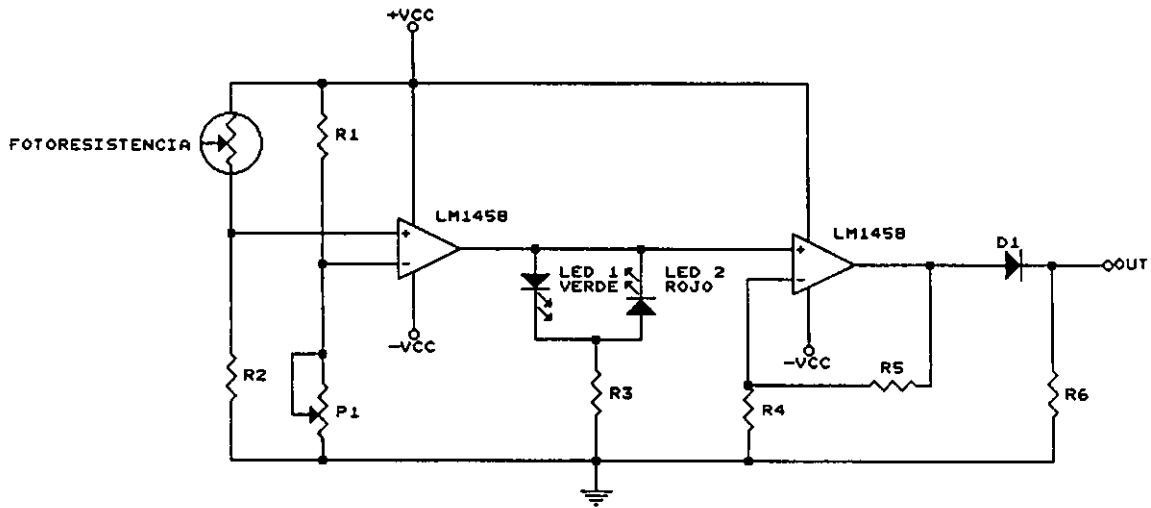 +VCC
FOTORESISTENCIA
R1
LM1458
LM1458
D1
OUT
LED 1
VERDE
LED 2
ROJO
-VCC
-VCC
R2
P1
R3
R5
R4
R6